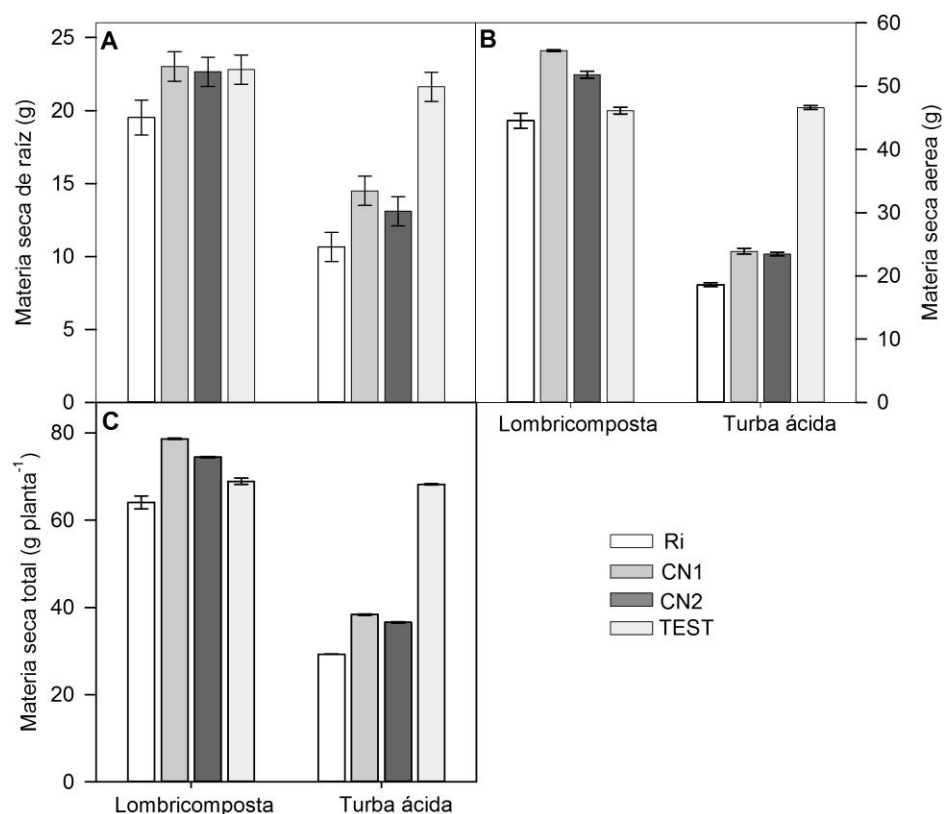 A
Materia seca de raíz (g)
25
20
15
10
5
0
B
Materia seca aerea (g)
60
50
40
30
20
10
0
Lombricomposta Turba ácida
C
Materia seca total (g planta⁻¹)
80
60
40
20
0
Lombricomposta Turba ácida
Ri
CN1
CN2
TEST